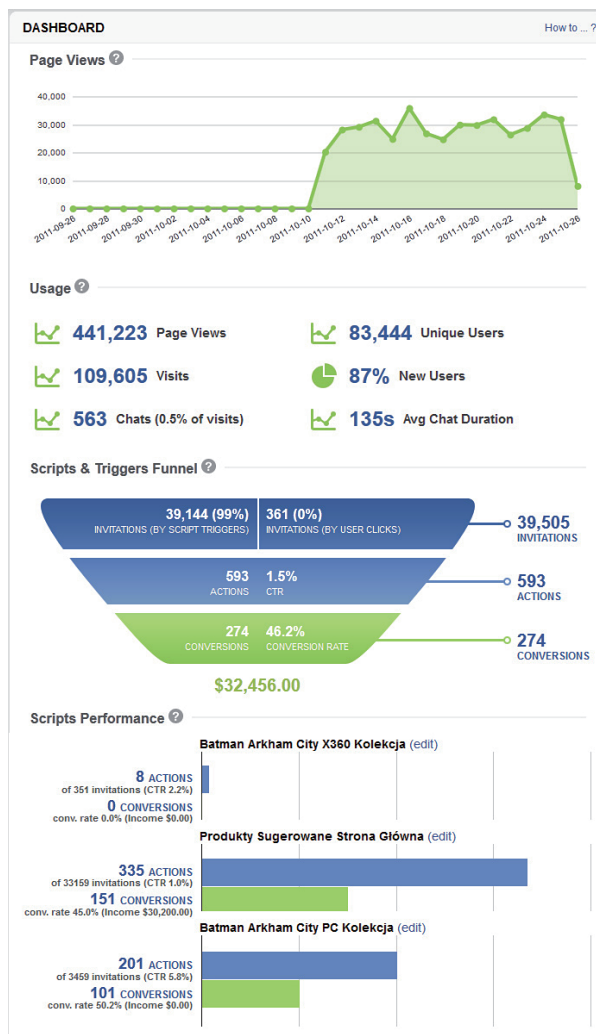 DASHBOARD
How to ... ?
Page Views ?
40,000
30,000
20,000
10,000
0
2011-09-26
2011-09-28
2011-09-30
2011-10-02
2011-10-04
2011-10-06
2011-10-08
2011-10-10
2011-10-12
2011-10-14
2011-10-16
2011-10-18
2011-10-20
2011-10-22
2011-10-24
2011-10-26
Usage ?
441,223 Page Views
83,444 Unique Users
109,605 Visits
87% New Users
563 Chats (0.5% of visits)
135s Avg Chat Duration
Scripts & Triggers Funnel ?
39,144 (99%)
INVITATIONS (BY SCRIPT TRIGGERS)
361 (0%)
INVITATIONS (BY USER CLICKS)
39,505
INVITATIONS
593
ACTIONS
1.5%
CTR
593
ACTIONS
274
CONVERSIONS
46.2%
CONVERSION RATE
274
CONVERSIONS
$32,456.00
Scripts Performance ?
Batman Arkham City X360 Kolekcja (edit)
8 ACTIONS
of 351 invitations (CTR 2.2%)
0 CONVERSIONS
conv. rate 0.0% (Income $0.00)
Produkty Sugerowane Strona Główna (edit)
335 ACTIONS
of 33159 invitations (CTR 1.0%)
151 CONVERSIONS
conv. rate 45.0% (Income $30,200.00)
Batman Arkham City PC Kolekcja (edit)
201 ACTIONS
of 3459 invitations (CTR 5.8%)
101 CONVERSIONS
conv. rate 50.2% (Income $0.00)